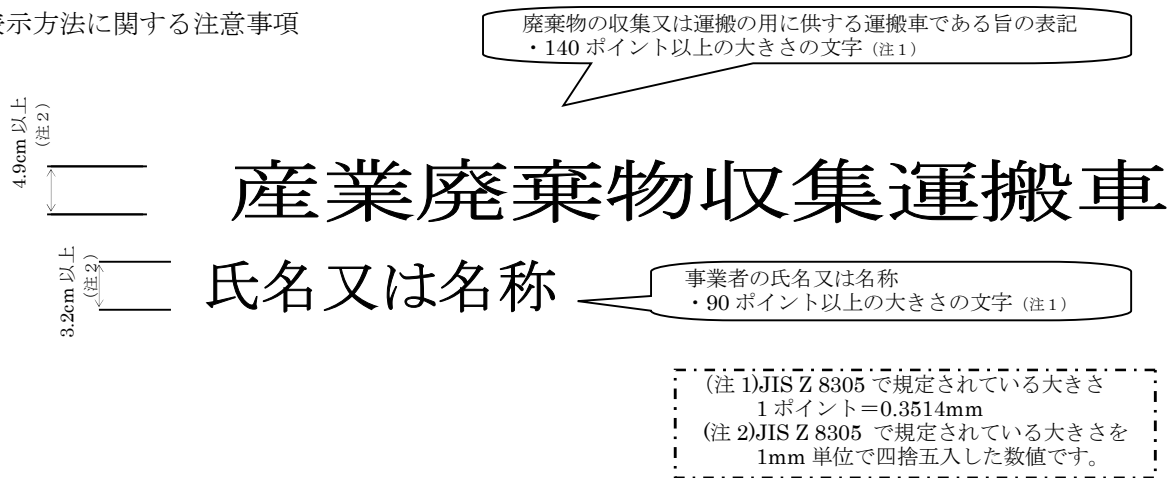 示方法に関する注意事項
廃棄物の収集又は運搬の用に供する運搬車である旨の表記
・140 ポイント以上の大きさの文字 (注1)
4.9cm 以上
(注2)
産業廃棄物収集運搬車
3.2cm 以上
(注2)
氏名又は名称
事業者の氏名又は名称
・90 ポイント以上の大きさの文字 (注1)
(注 1)JIS Z 8305 で規定されている大きさ
1 ポイント=0.3514mm
(注 2)JIS Z 8305 で規定されている大きさを
1mm 単位で四捨五入した数値です。